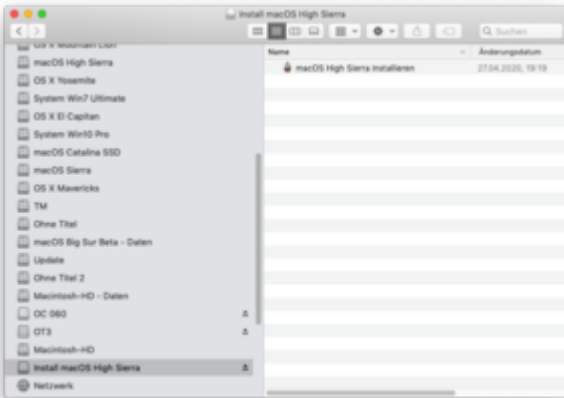 Install macOS High Sierra
Suchen
Name
Änderungsdatum
OS X Mountain Lion
macOS High Sierra
OS X Yosemite
System Win7 Ultimate
OS X El Capitan
System Win10 Pro
macOS Catalina SSD
macOS Sierra
OS X Mavericks
TM
Ohne Titel
macOS Big Sur Beta - Daten
Update
Ohne Titel 2
Macintosh-HD - Daten
OC 060
OT3
Macintosh-HD
Install macOS High Sierra
Netzwerk
macOS High Sierra installieren
27.04.2020, 19:19